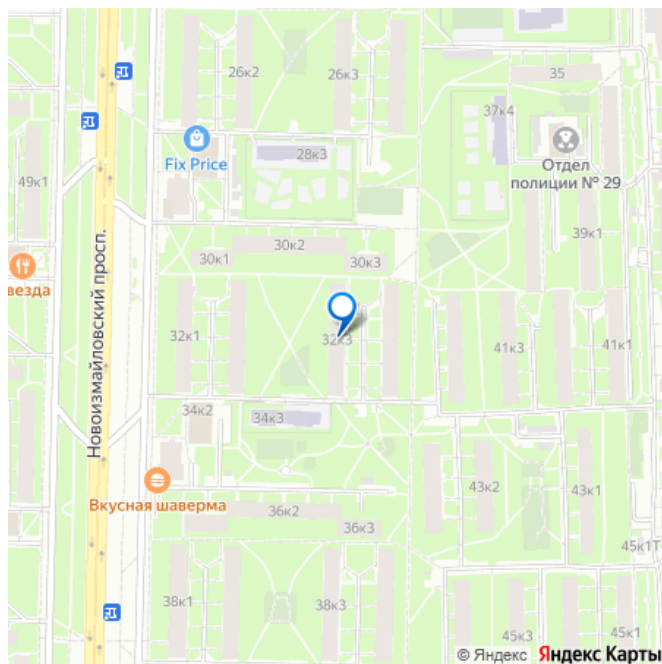 26к2
26к3
35
37к4
Fix Price
28к3
Отдел
полиции № 29
49к1
39к1
30к2
30к1
30к3
везда
32к1
32к3
41к3
41к1
Новоизмайловский просп.
34к2
34к3
Вкусная шаверма
43к2
43к1
36к2
36к3
45к1Т
38к1
38к3
45к3
45к1
© Яндекс Яндекс Карты